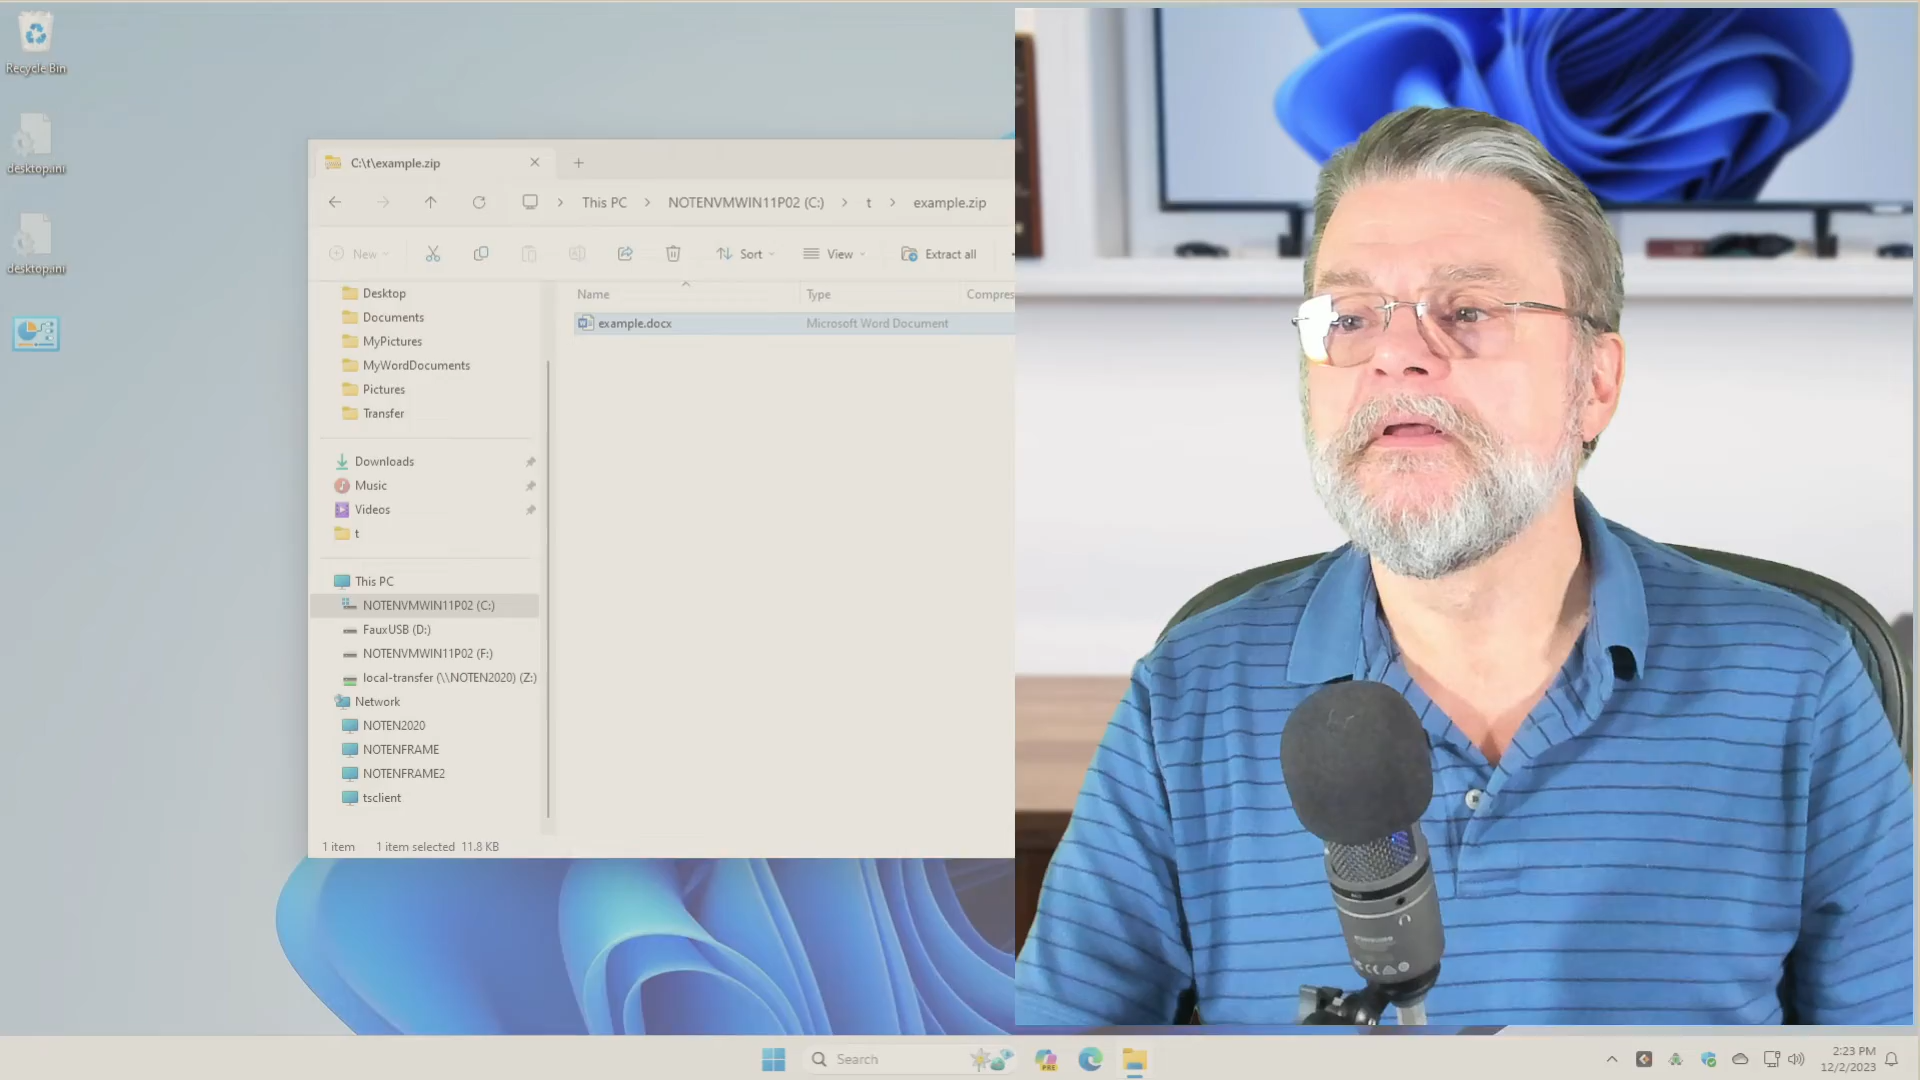 Recycle Bin
desktop.ini
desktop.ini
C:\t\example.zip
This PC
NOTENVMWIN11P02 (C:)
t
example.zip
New
Sort
View
Extract all
Name
Type
Compres
example.docx
Microsoft Word Document
Desktop
Documents
MyPictures
MyWordDocuments
Pictures
Transfer
Downloads
Music
Videos
t
This PC
NOTENVMWIN11P02 (C:)
FauxUSB (D:)
NOTENVMWIN11P02 (F:)
local-transfer (\\NOTEN2020) (Z:)
Network
NOTEN2020
NOTENFRAME
NOTENFRAME2
tsclient
1 item 1 item selected 11.8 KB
Search
PRE
2:23 PM
12/2/2023